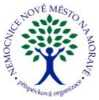 NEMOCNICE NOVÉ MĚSTO NA MORAVĚ
příspěvková organizace